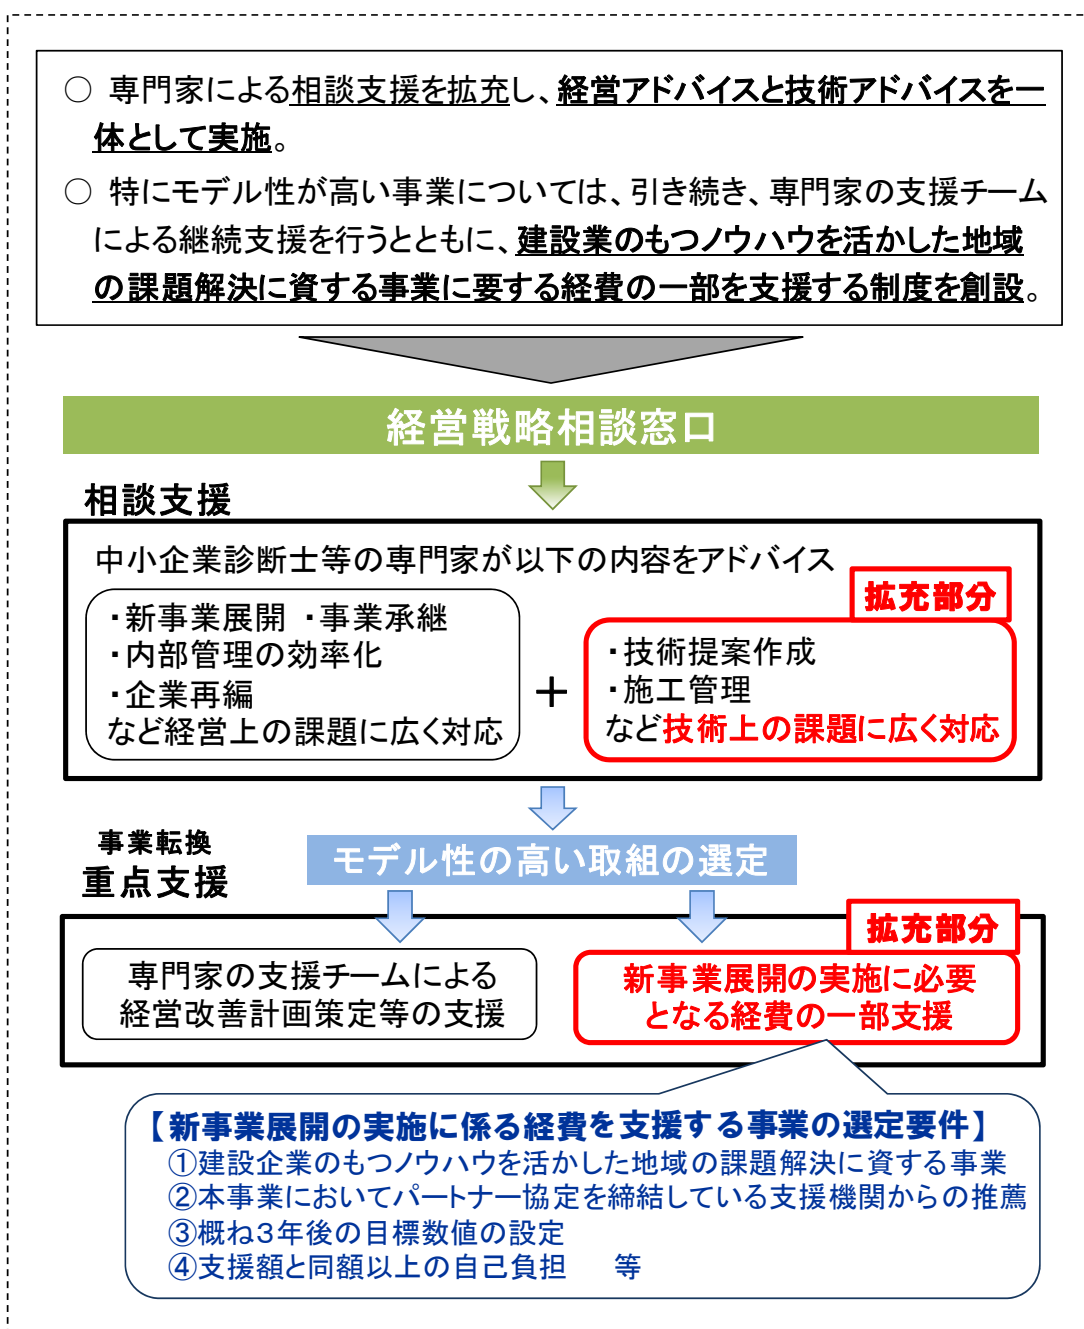 ○ 専門家による相談支援を拡充し、経営アドバイスと技術アドバイスを一
体として実施。
○ 特にモデル性が高い事業については、引き続き、専門家の支援チーム
による継続支援を行うとともに、建設業のもつノウハウを活かした地域
の課題解決に資する事業に要する経費の一部を支援する制度を創設。
経営戦略相談窓口
相談支援
中小企業診断士等の専門家が以下の内容をアドバイス
・新事業展開 ・事業承継
・内部管理の効率化
・企業再編
など経営上の課題に広く対応
＋
拡充部分
・技術提案作成
・施工管理
など技術上の課題に広く対応
事業転換
重点支援
モデル性の高い取組の選定
専門家の支援チームによる
経営改善計画策定等の支援
拡充部分
新事業展開の実施に必要
となる経費の一部支援
【新事業展開の実施に係る経費を支援する事業の選定要件】
①建設企業のもつノウハウを活かした地域の課題解決に資する事業
②本事業においてパートナー協定を締結している支援機関からの推薦
③概ね３年後の目標数値の設定
④支援額と同額以上の自己負担　等